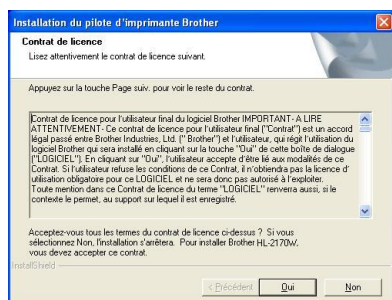 Installation du pilote d'imprimante Brother
Contrat de licence
Lisez attentivement le contrat de licence suivant.
Appuyez sur la touche Page suiv. pour voir le reste du contrat.
Contrat de licence pour l'utilisateur final du logiciel Brother IMPORTANT- A LIRE
ATTENTIVEMENT- Ce contrat de licence pour l'utilisateur final ("Contrat") est un accord
légal passé entre Brother Industries, Ltd. (" Brother") et l'utilisateur, qui régit l'utilisation du
logiciel Brother qui sera installé en cliquant sur la touche "Oui" de cette boîte de dialogue
("LOGICIEL"). En cliquant sur "Oui", l'utilisateur accepte d'être lié aux modalités de ce
Contrat. Si l'utilisateur refuse les conditions de ce Contrat, il n'obtiendra pas la licence d'
utilisation obligatoire pour ce LOGICIEL et ne sera donc pas autorisé à l'exploiter.
Toute mention dans ce Contrat de licence du terme "LOGICIEL" renverra aussi, si le
contexte le permet, au support sur lequel il est enregistré.
Acceptez-vous tous les termes du contrat de licence ci-dessus ? Si vous
sélectionnez Non, l'installation s'arrêtera. Pour installer Brother HL-2170W,
vous devez accepter ce contrat.
InstallShield
< Précédent Oui Non